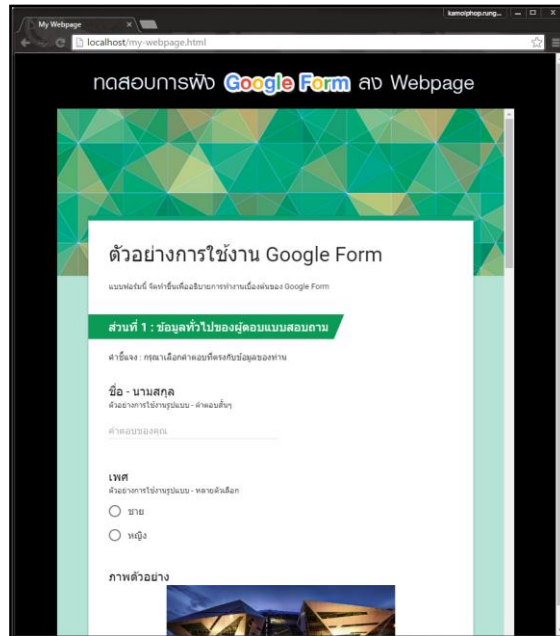 kamolphop.rung...
My Webpage
localhost/my-webpage.html
ทดสอบการฝัง Google Form ลง Webpage
ตัวอย่างการใช้งาน Google Form
แบบฟอร์มนี้ จัดทำขึ้นเพื่ออธิบายการทำงานเบื้องต้นของ Google Form
ส่วนที่ 1 : ข้อมูลทั่วไปของผู้ตอบแบบสอบถาม
คำชี้แจง : กรุณาเลือกคำตอบที่ตรงกับข้อมูลของท่าน
ชื่อ - นามสกุล
ตัวอย่างการใช้งานรูปแบบ - คำตอบสั้นๆ
คำตอบของคุณ
เพศ
ตัวอย่างการใช้งานรูปแบบ - หลายตัวเลือก
ชาย
หญิง
ภาพตัวอย่าง